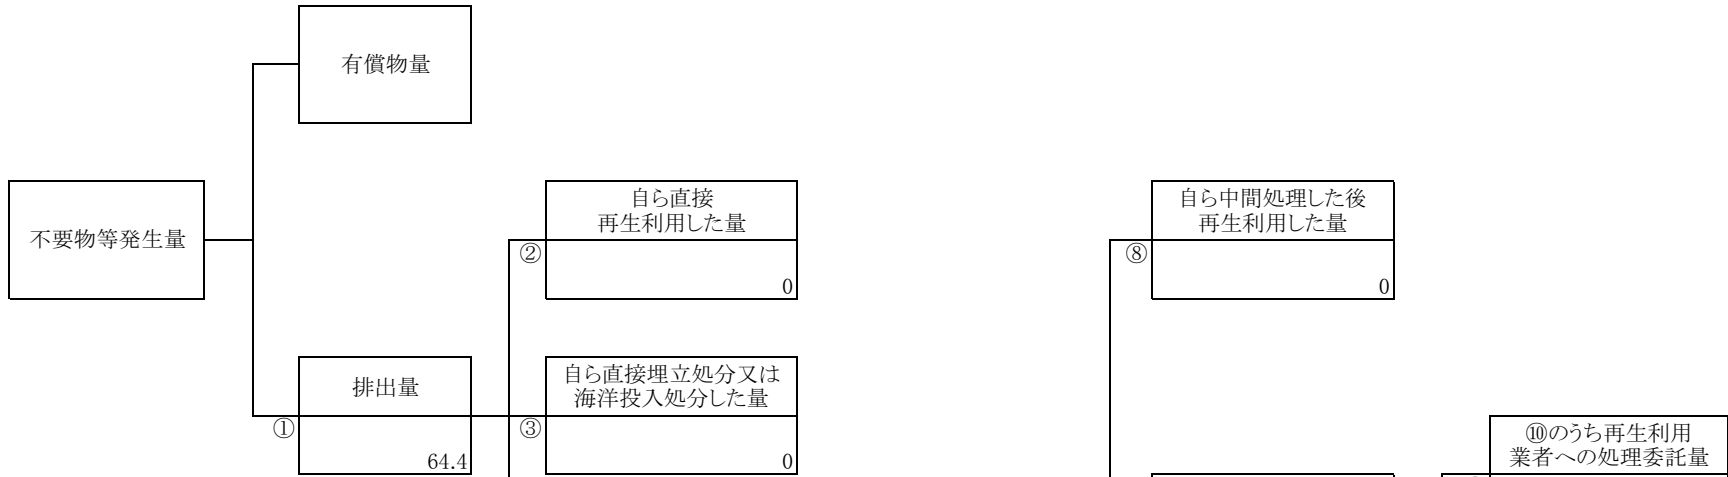 有償物量
不要物等発生量
自ら直接
再生利用した量
②
0
自ら中間処理した後
再生利用した量
⑧
0
排出量
①
64.4
自ら直接埋立処分又は
海洋投入処分した量
③
0
⑩のうち再生利用
業者への処理委託量